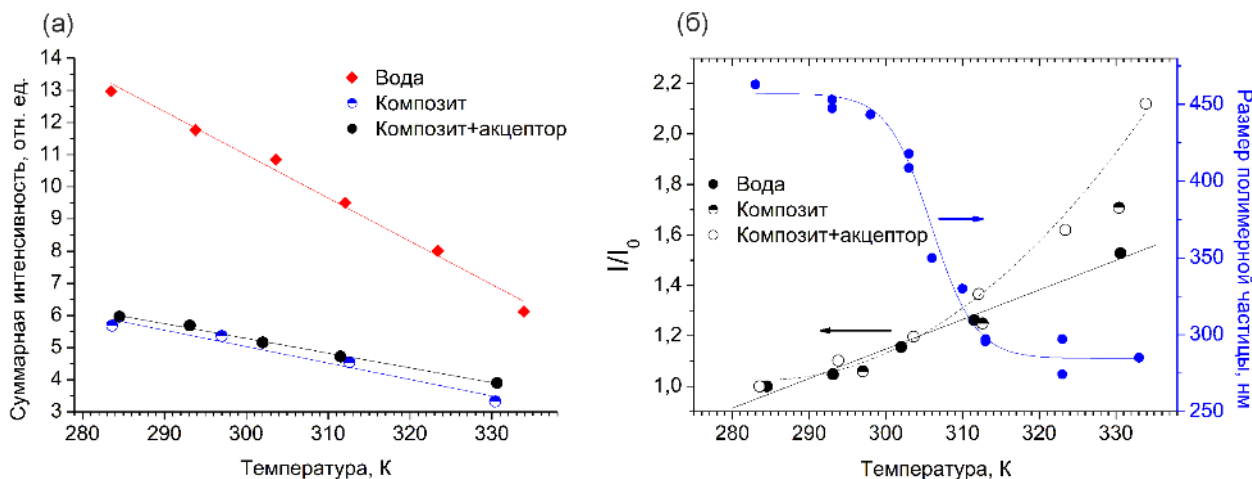 (а)
Суммарная интенсивность, отн. ед.
14
13
12
11
10
9
8
7
6
5
4
3
Вода
Композит
Композит+акцептор
280 290 300 310 320 330
Температура, К
(б)
I/I0
2,2
2,0
1,8
1,6
1,4
1,2
1,0
Вода
Композит
Композит+акцептор
280 290 300 310 320 330
Температура, К
450
400
350
300
250
Размер полимерной частицы, нм